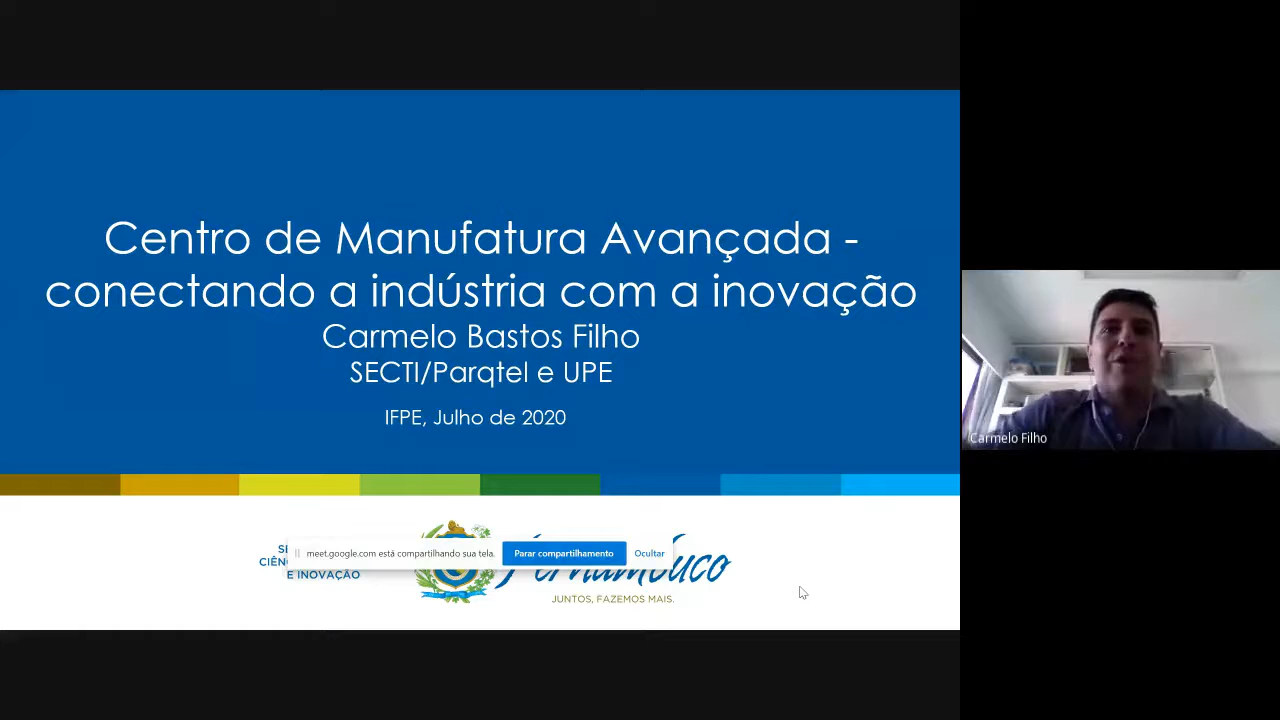 Centro de Manufatura Avançada -
conectando a indústria com a inovação
Carmelo Bastos Filho
SECTI/Parqtel e UPE
IFPE, Julho de 2020
Carmelo Filho
meet.google.com está compartilhando sua tela.
Parar compartilhamento
Ocultar
E INOVAÇÃO
Pernambuco
JUNTOS, FAZEMOS MAIS.